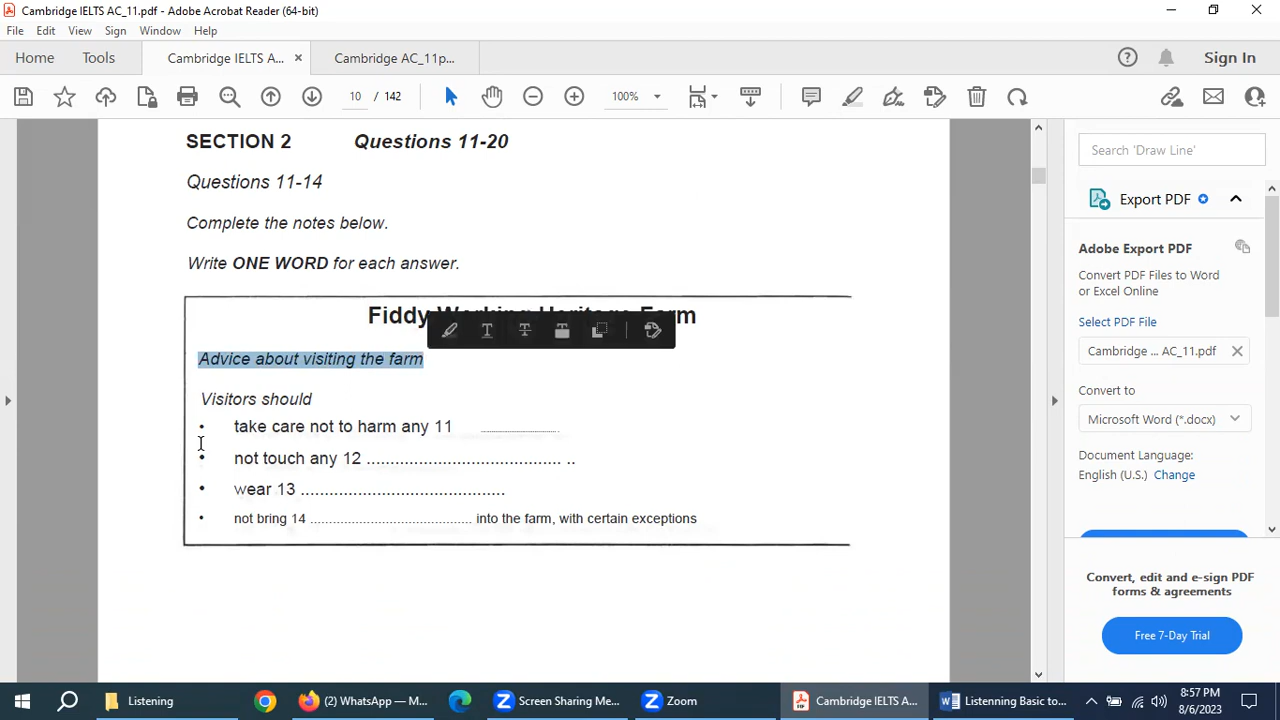 Cambridge IELTS AC_11.pdf - Adobe Acrobat Reader (64-bit)
File Edit View Sign Window Help
Home Tools Cambridge IELTS A... Cambridge AC_11p... Sign In
10 / 142 100%
SECTION 2 Questions 11-20
Questions 11-14
Complete the notes below.
Write ONE WORD for each answer.
Fiddy Working Heritage Farm
Advice about visiting the farm
Visitors should
• take care not to harm any 11 ..............................
• not touch any 12 .......................................... ..
• wear 13 ...........................................
• not bring 14 ........................................... into the farm, with certain exceptions
Search 'Draw Line'
Export PDF
Adobe Export PDF
Convert PDF Files to Word
or Excel Online
Select PDF File
Cambridge ... AC_11.pdf
Convert to
Microsoft Word (*.docx)
Document Language:
English (U.S.) Change
Convert, edit and e-sign PDF
forms & agreements
Free 7-Day Trial
Listening (2) WhatsApp — M... Screen Sharing Me... Zoom Cambridge IELTS A... Listenning Basic to... 8:57 PM
8/6/2023